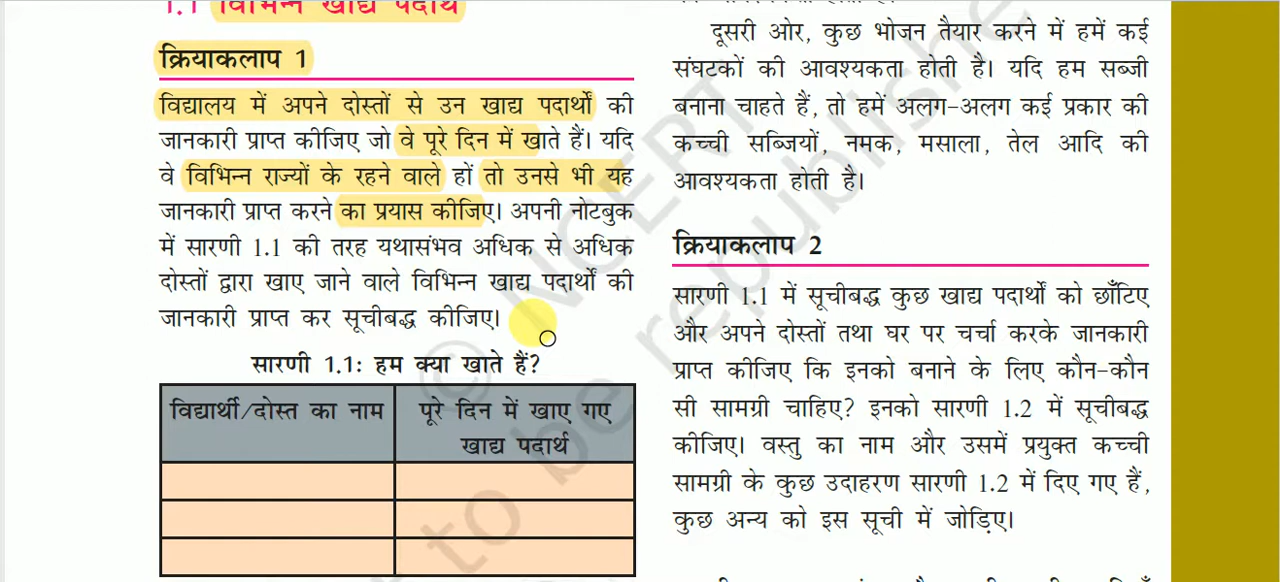 1.1 विभिन्न खाद्य पदार्थ
क्रियाकलाप 1
विद्यालय में अपने दोस्तों से उन खाद्य पदार्थों की
जानकारी प्राप्त कीजिए जो वे पूरे दिन में खाते हैं। यदि
वे विभिन्न राज्यों के रहने वाले हों तो उनसे भी यह
जानकारी प्राप्त करने का प्रयास कीजिए। अपनी नोटबुक
में सारणी 1.1 की तरह यथासंभव अधिक से अधिक
दोस्तों द्वारा खाए जाने वाले विभिन्न खाद्य पदार्थों की
जानकारी प्राप्त कर सूचीबद्ध कीजिए।
सारणी 1.1: हम क्या खाते हैं?
विद्यार्थी/दोस्त का नाम
पूरे दिन में खाए गए
खाद्य पदार्थ
दूसरी ओर, कुछ भोजन तैयार करने में हमें कई
संघटकों की आवश्यकता होती है। यदि हम सब्जी
बनाना चाहते हैं, तो हमें अलग-अलग कई प्रकार की
कच्ची सब्जियों, नमक, मसाला, तेल आदि की
आवश्यकता होती है।
क्रियाकलाप 2
सारणी 1.1 में सूचीबद्ध कुछ खाद्य पदार्थों को छाँटिए
और अपने दोस्तों तथा घर पर चर्चा करके जानकारी
प्राप्त कीजिए कि इनको बनाने के लिए कौन-कौन
सी सामग्री चाहिए? इनको सारणी 1.2 में सूचीबद्ध
कीजिए। वस्तु का नाम और उसमें प्रयुक्त कच्ची
सामग्री के कुछ उदाहरण सारणी 1.2 में दिए गए हैं,
कुछ अन्य को इस सूची में जोड़िए।
© NCERT
to be republishe